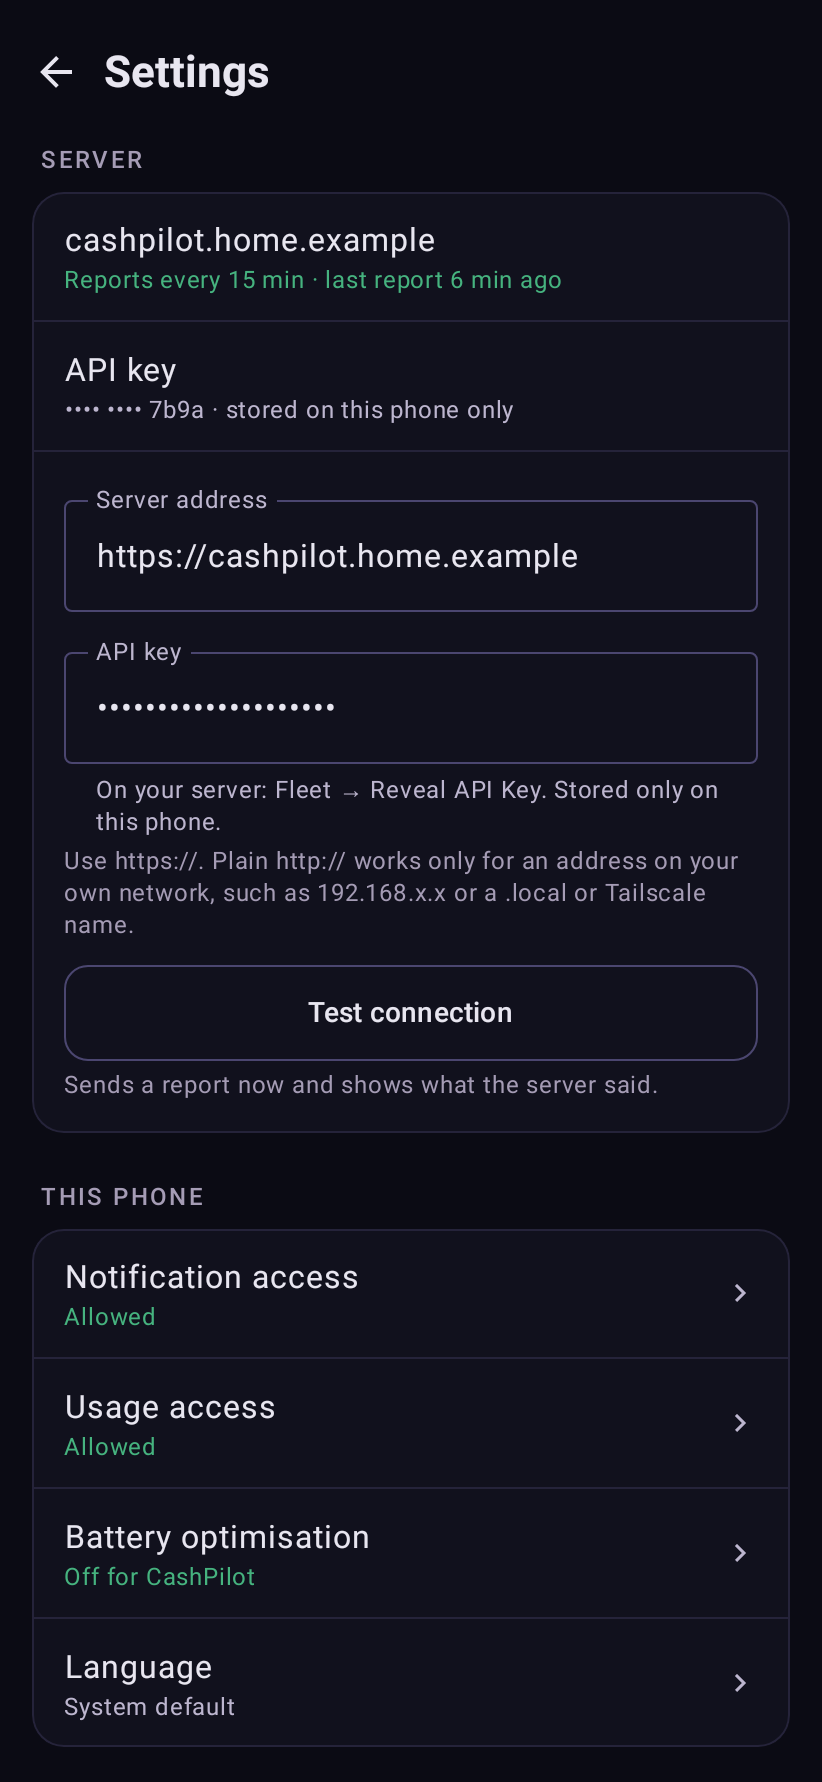 Settings
SERVER
cashpilot.home.example
Reports every 15 min · last report 6 min ago
API key
•••• •••• 7b9a · stored on this phone only
Server address
https://cashpilot.home.example
API key
••••••••••••••••••••
On your server: Fleet → Reveal API Key. Stored only on
this phone.
Use https://. Plain http:// works only for an address on your
own network, such as 192.168.x.x or a .local or Tailscale
name.
Test connection
Sends a report now and shows what the server said.
THIS PHONE
Notification access
Allowed
Usage access
Allowed
Battery optimisation
Off for CashPilot
Language
System default